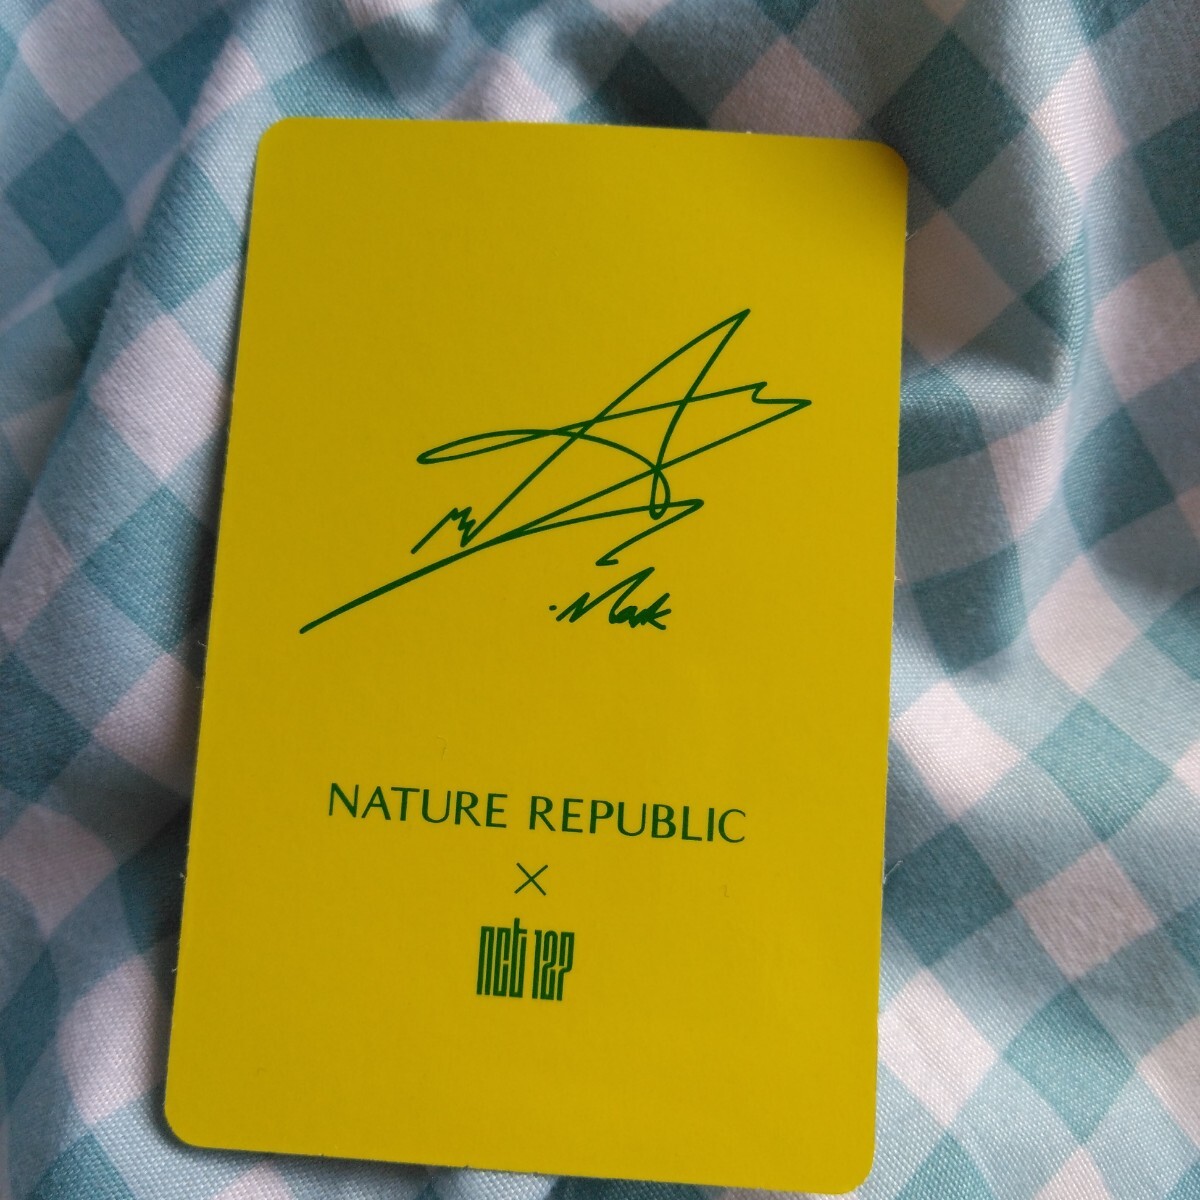 ·Mark
NATURE REPUBLIC
×
nct 127